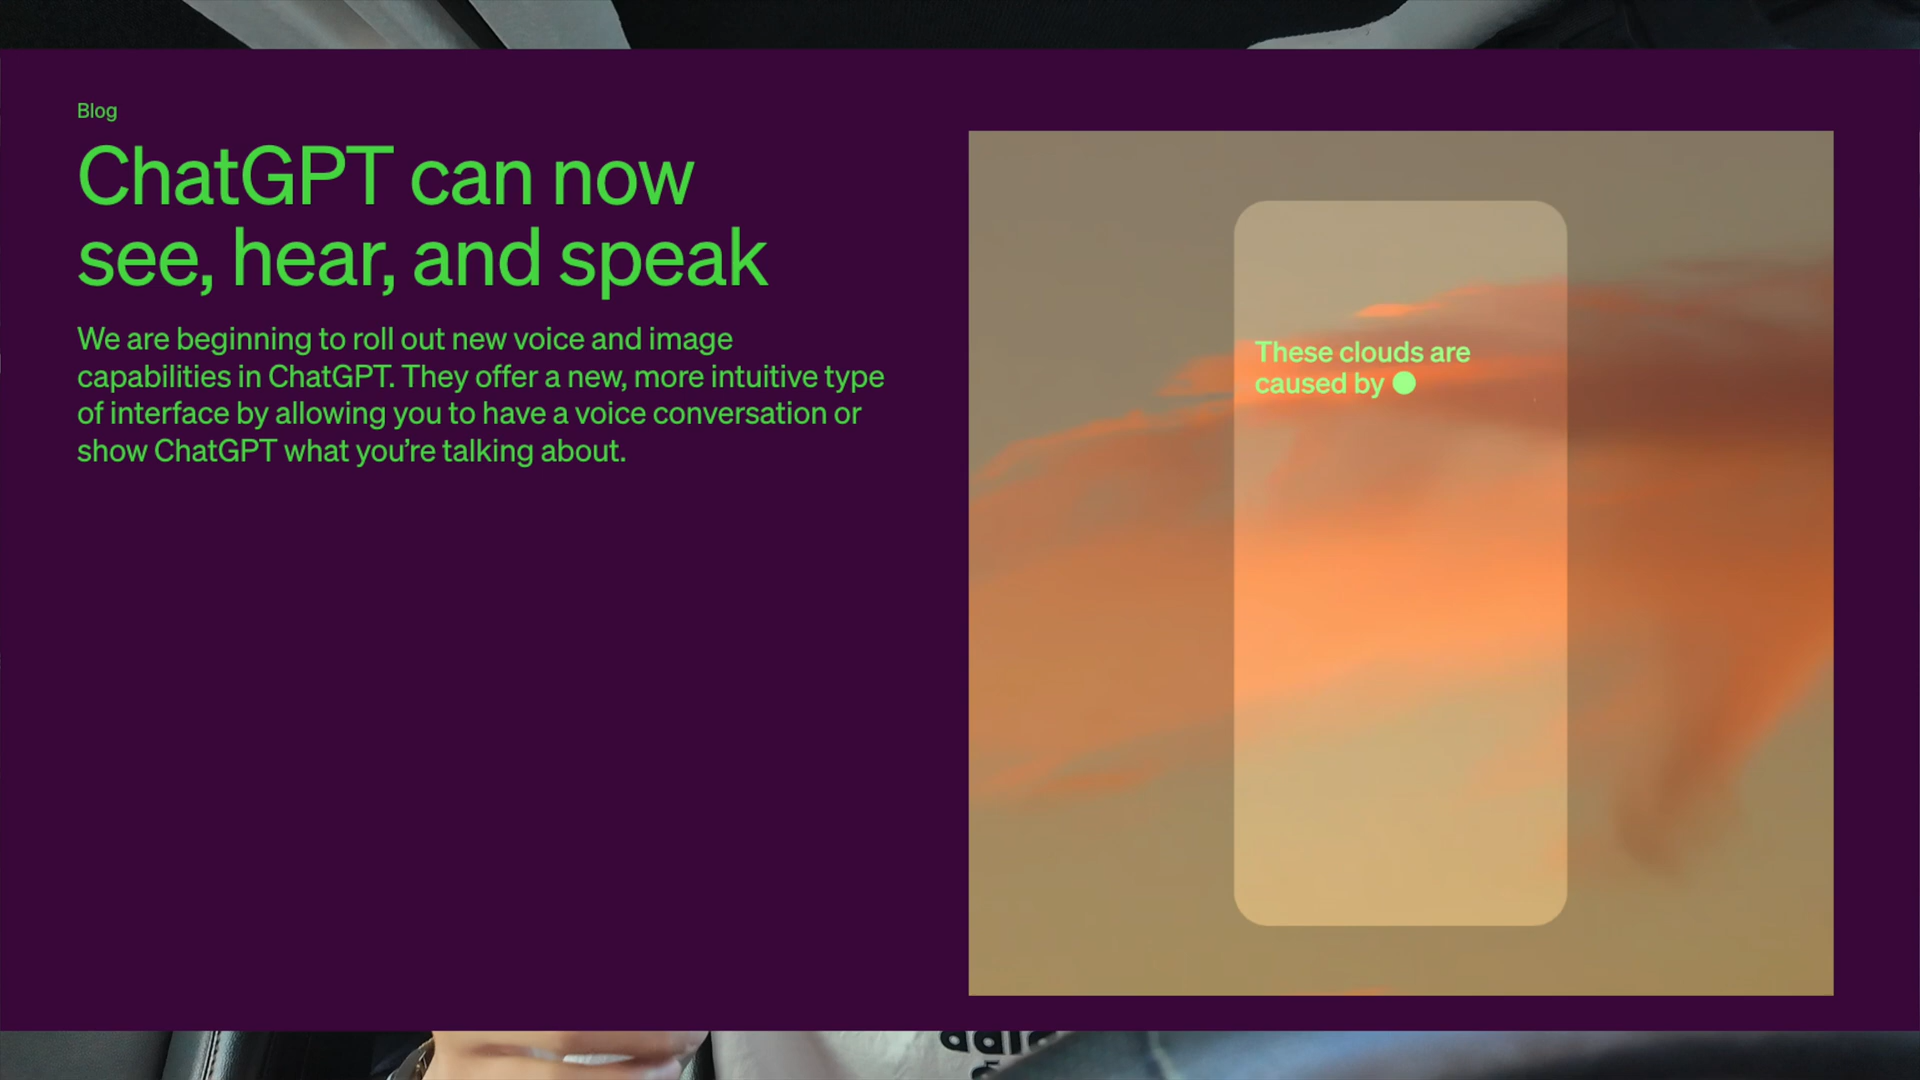 Blog
ChatGPT can now
see, hear, and speak
We are beginning to roll out new voice and image
capabilities in ChatGPT. They offer a new, more intuitive type
of interface by allowing you to have a voice conversation or
show ChatGPT what you’re talking about.
These clouds are
caused by